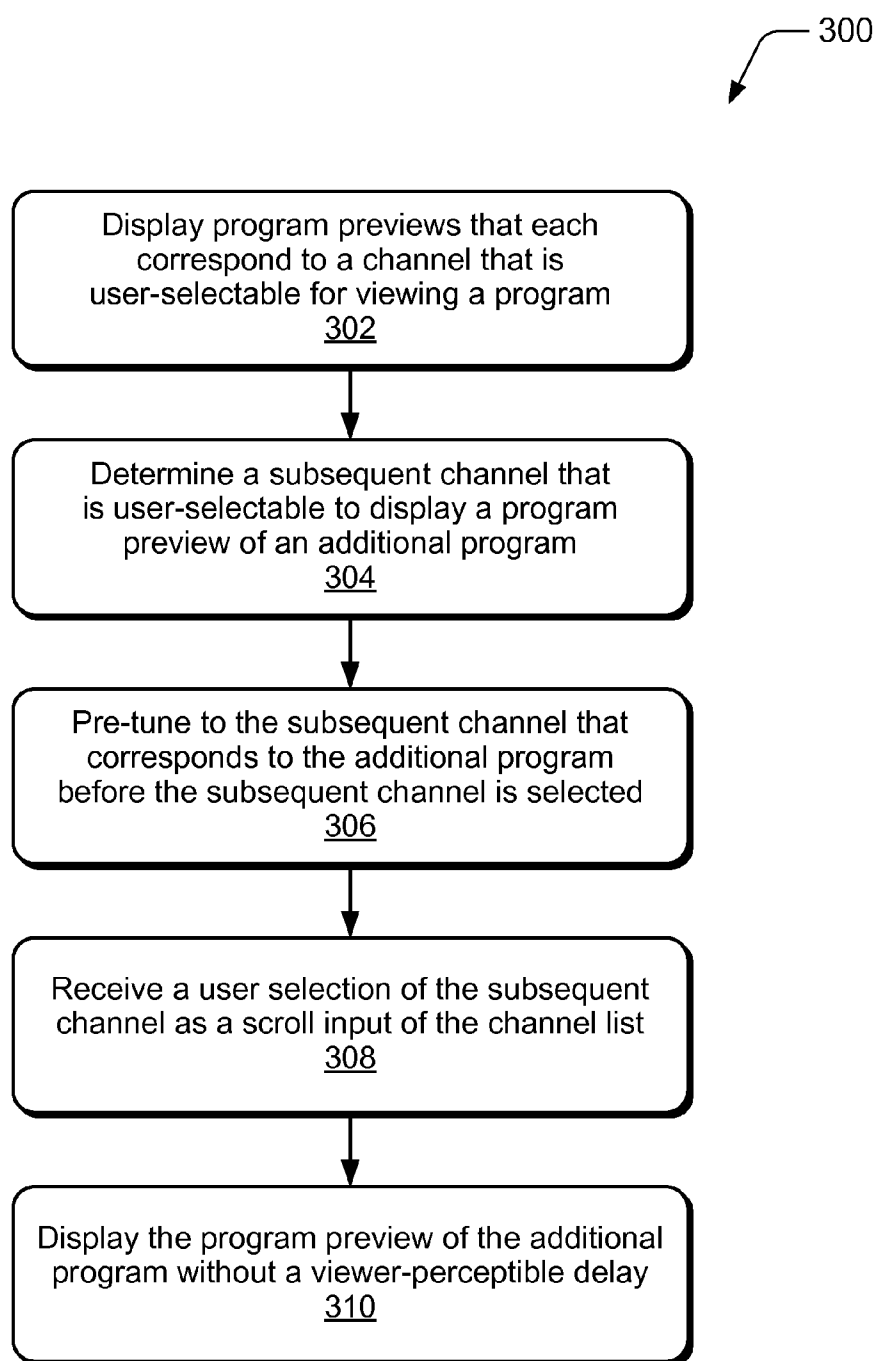 300
Display program previews that each
correspond to a channel that is
user-selectable for viewing a program
302
Determine a subsequent channel that
is user-selectable to display a program
preview of an additional program
304
Pre-tune to the subsequent channel that
corresponds to the additional program
before the subsequent channel is selected
306
Receive a user selection of the subsequent
channel as a scroll input of the channel list
308
Display the program preview of the additional
program without a viewer-perceptible delay
310